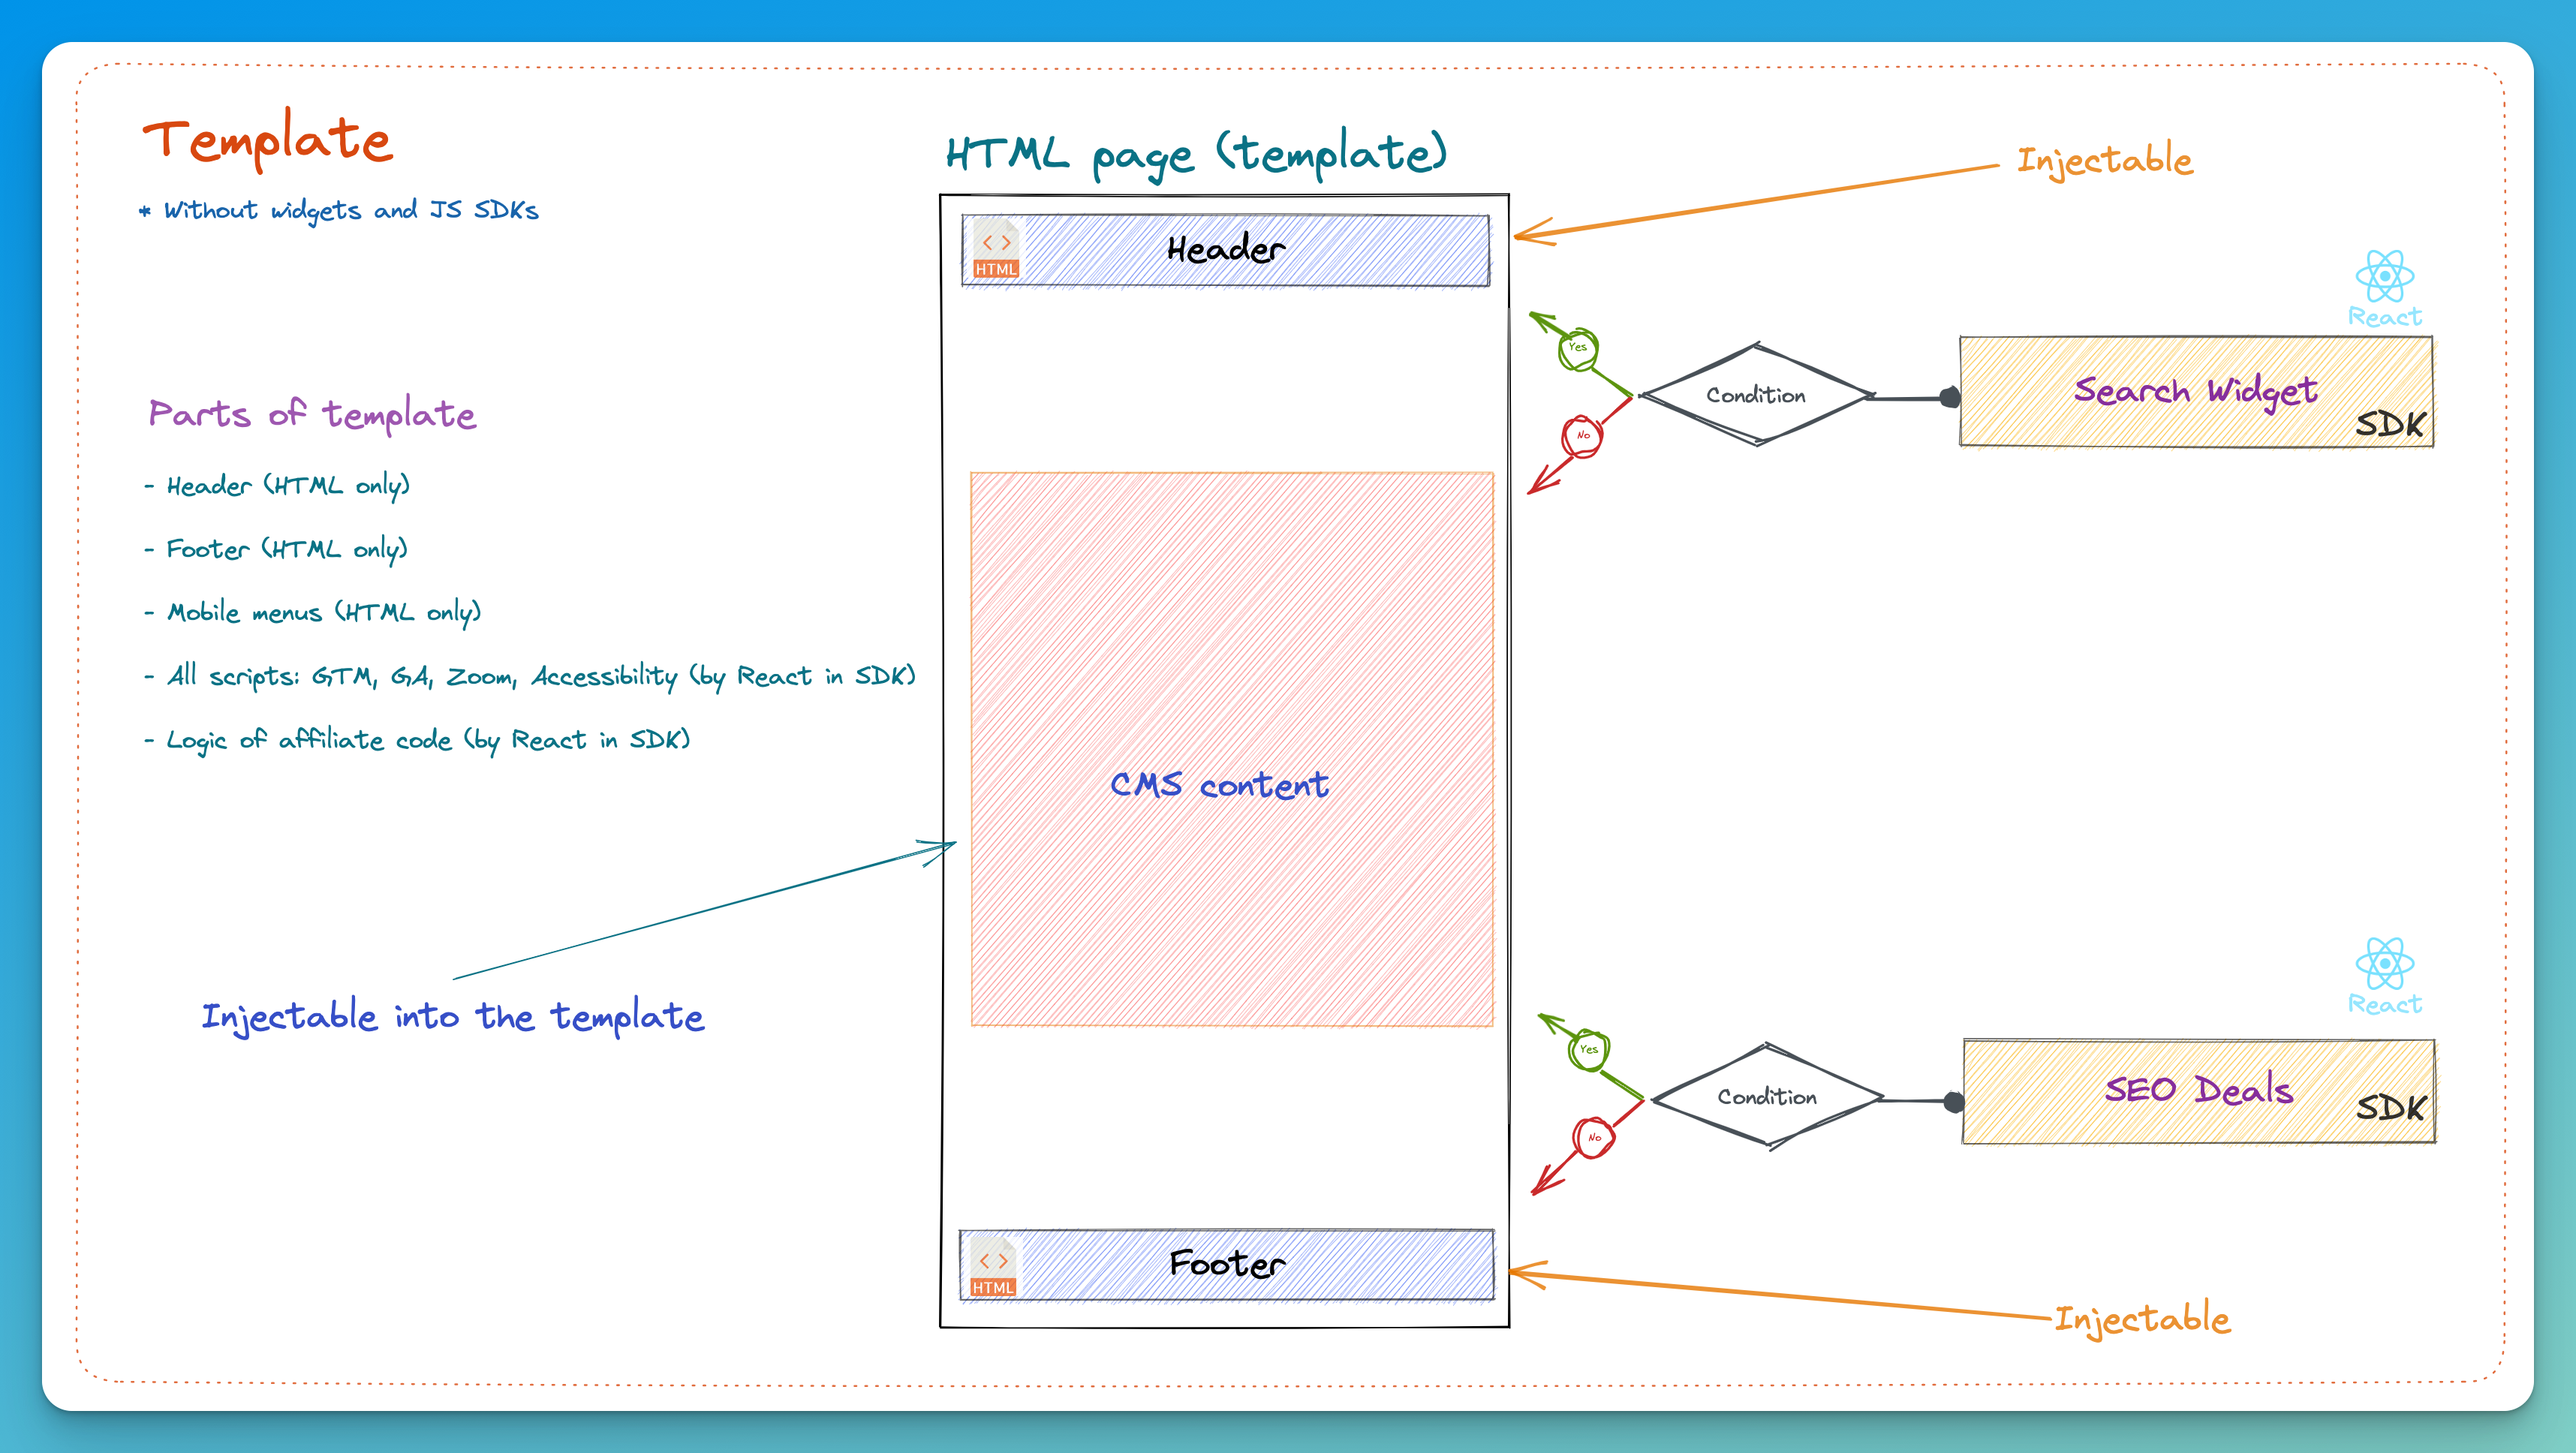 Template
* Without widgets and JS SDKs
Parts of template
- Header (HTML only)
- Footer (HTML only)
- Mobile menus (HTML only)
- All scripts: GTM, GA, Zoom, Accessibility (by React in SDK)
- Logic of affiliate code (by React in SDK)
Injectable into the template
HTML page (template)
HTML
Header
CMS content
HTML
Footer
Injectable
React
Yes
No
Condition
Search Widget
SDK
React
Yes
No
Condition
SEO Deals
SDK
Injectable